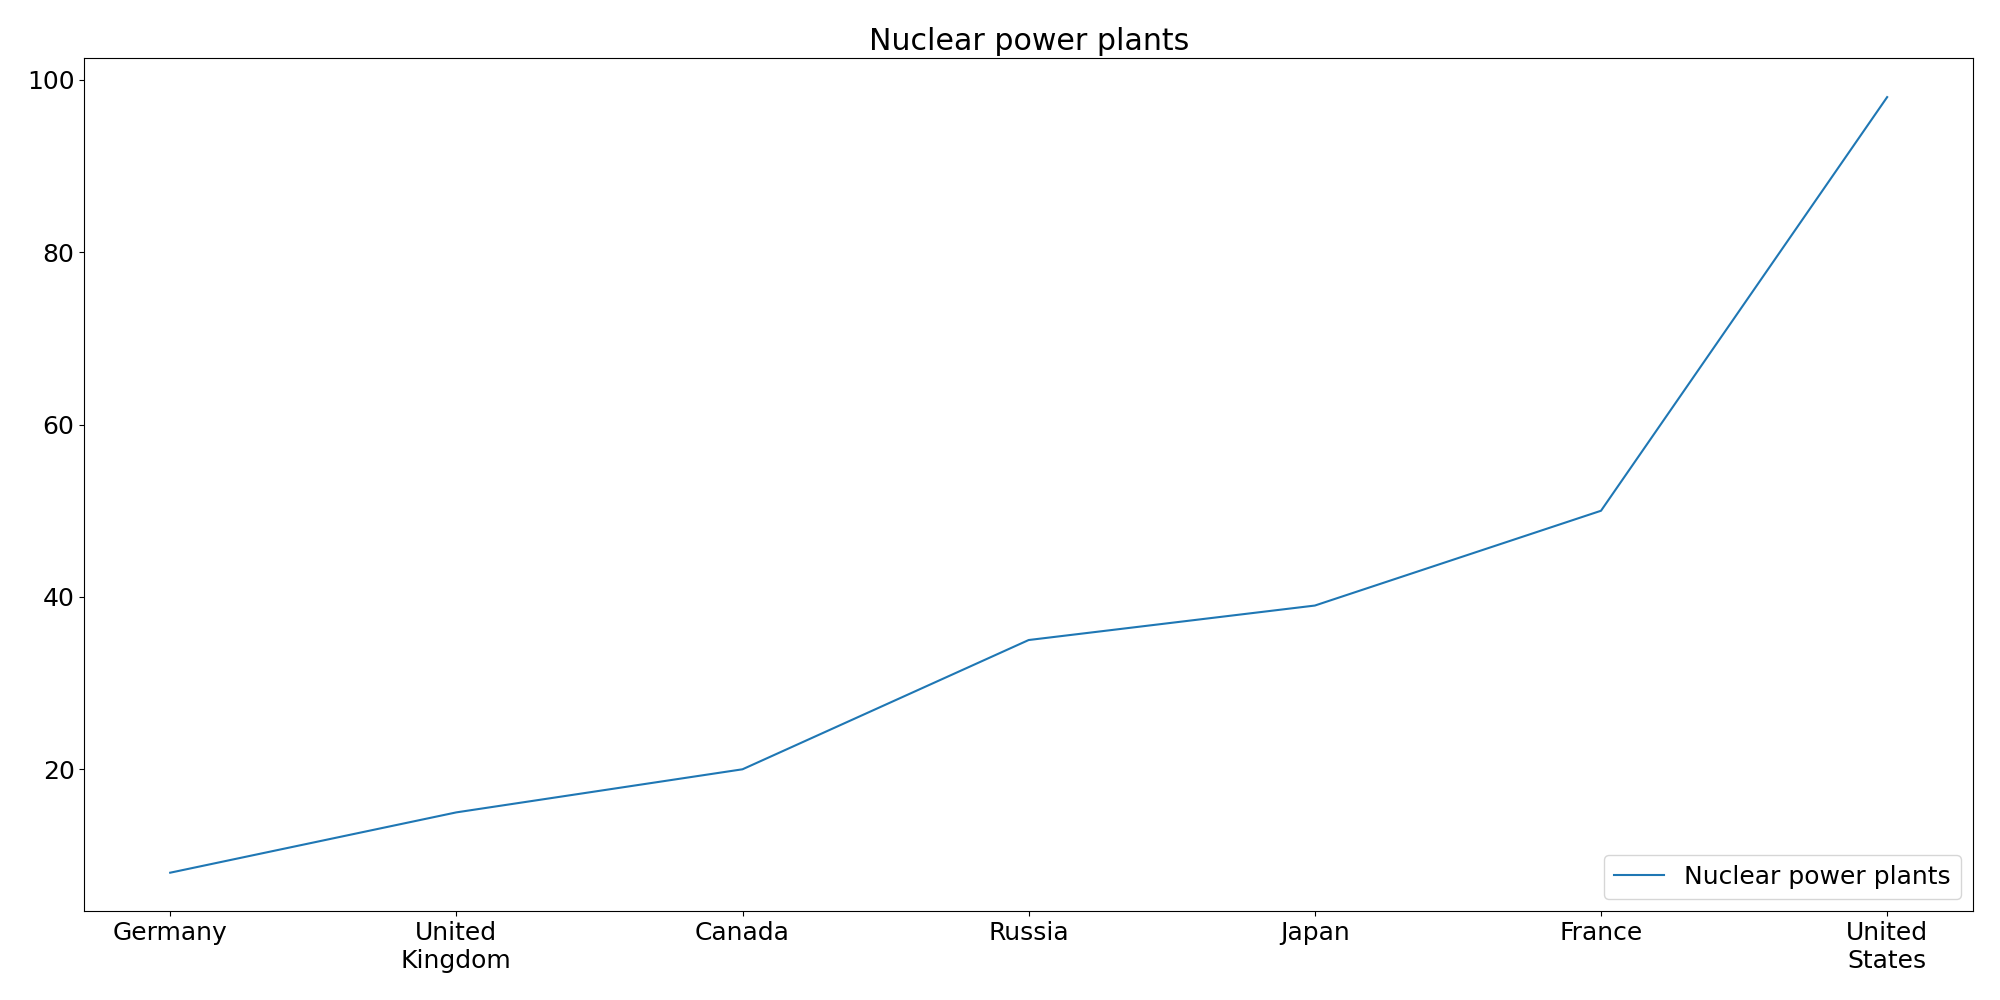 Nuclear power plants
100
80
60
40
20
Nuclear power plants
Germany
United
Kingdom
Canada
Russia
Japan
France
United
States